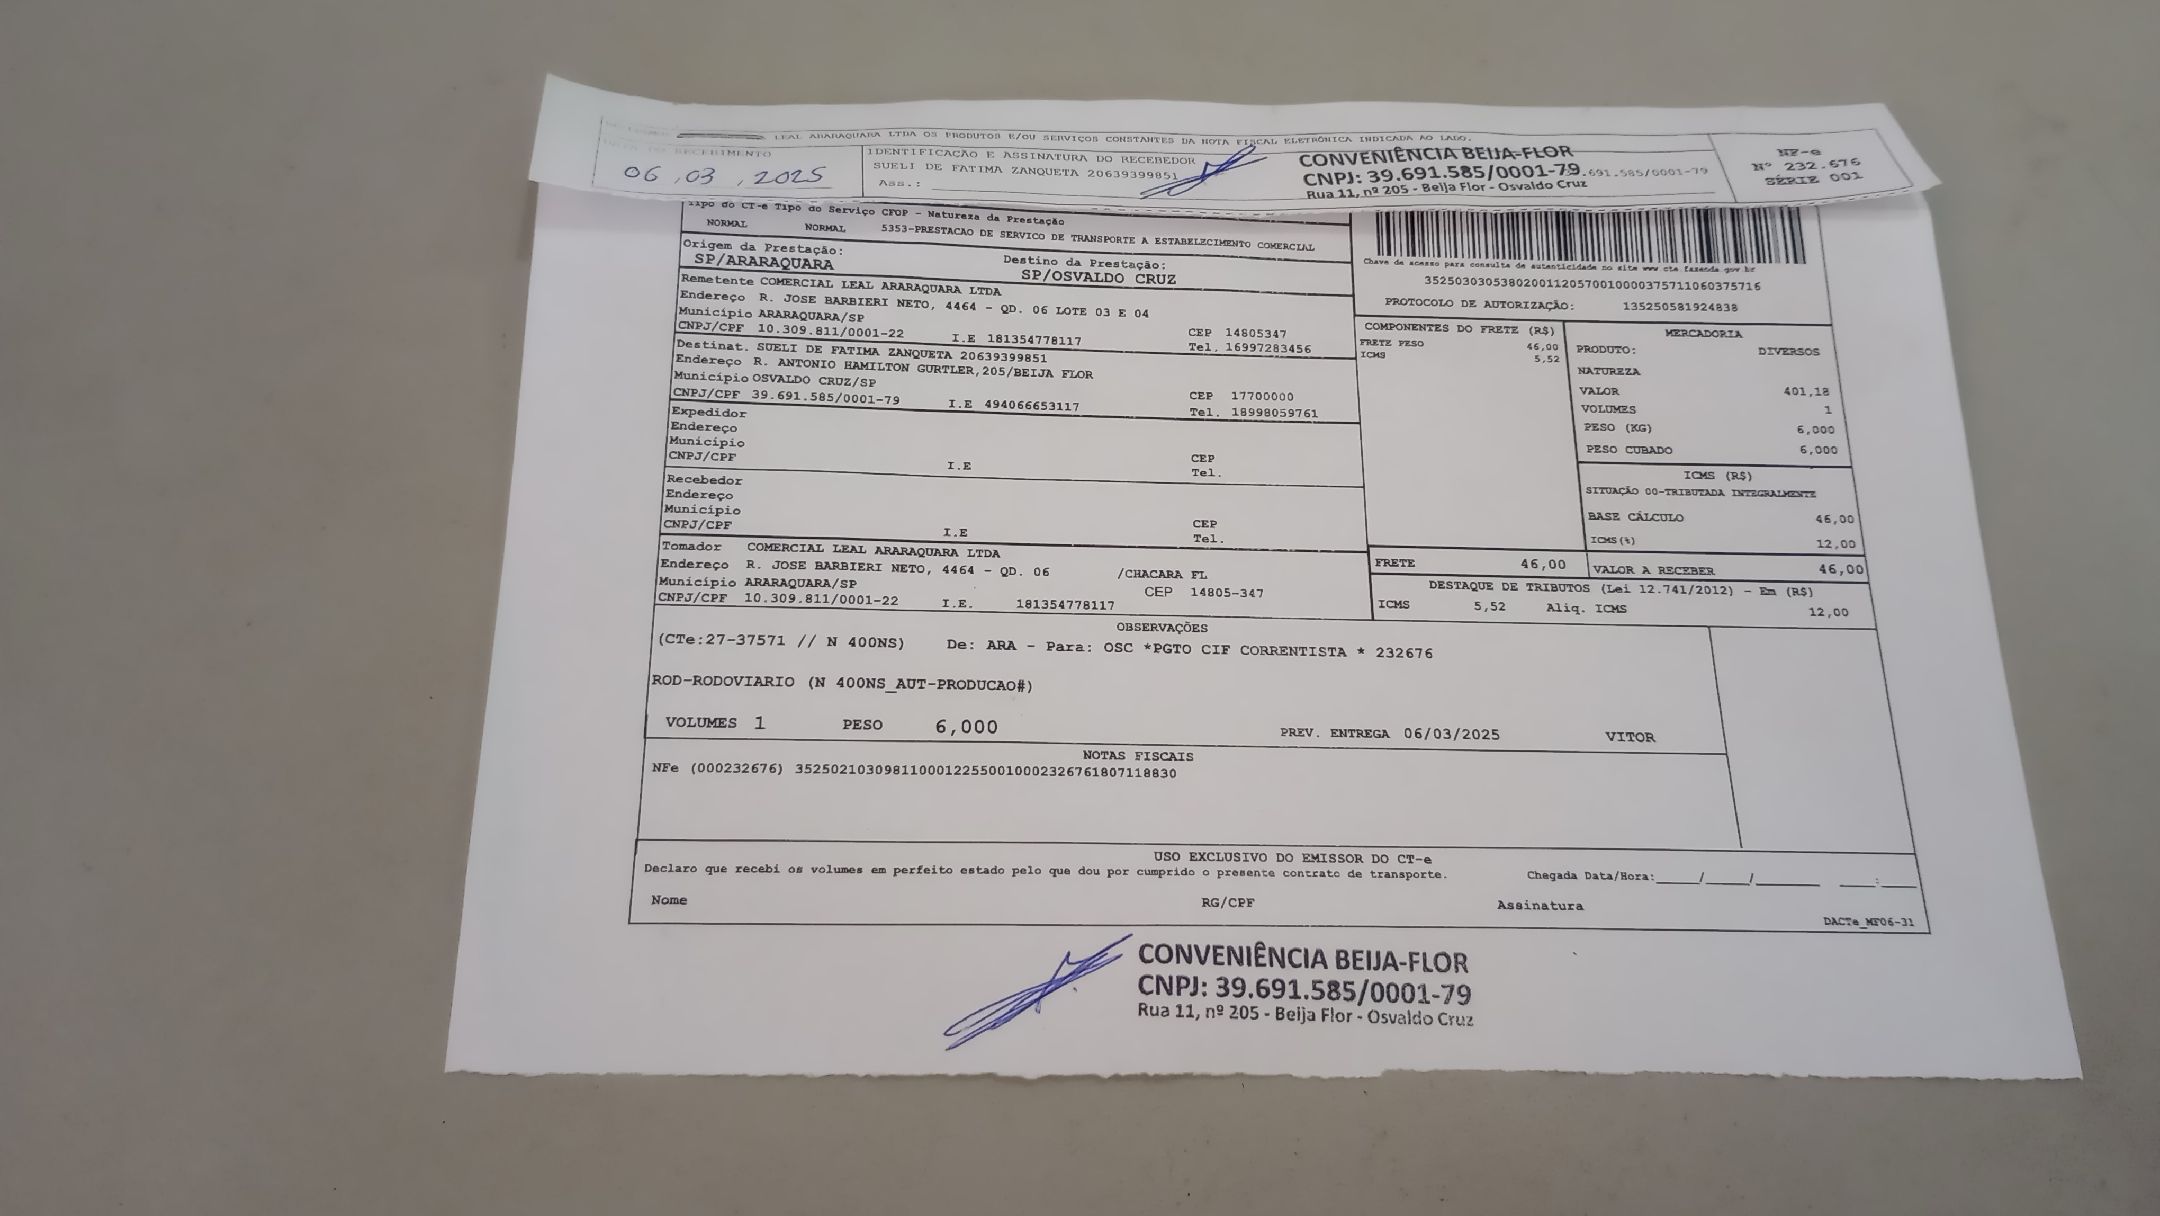 LEAL ARARAQUARA LTDA OS PRODUTOS E/OU SERVIÇOS CONSTANTES DA NOTA FISCAL ELETRÔNICA INDICADA AO LADO.
RECEBIMENTO
06,03,2025
IDENTIFICAÇÃO E ASSINATURA DO RECEBEDOR
SUELI DE FATIMA ZANQUETA 20639399851
Ass.:
.691.585/0001-79
CONVENIÊNCIA BEIJA-FLOR
CNPJ: 39.691.585/0001-79
Rua 11, nº 205 - Beija Flor - Osvaldo Cruz
NF-e
Nº 232.676
SÉRIE 001
Tipo do CT-e Tipo do Serviço CFOP - Natureza da Prestação
NORMAL NORMAL 5353-PRESTACAO DE SERVICO DE TRANSPORTE A ESTABELECIMENTO COMERCIAL
Origem da Prestação: Destino da Prestação:
SP/ARARAQUARA SP/OSVALDO CRUZ
Remetente COMERCIAL LEAL ARARAQUARA LTDA
Endereço R. JOSE BARBIERI NETO, 4464 - QD. 06 LOTE 03 E 04
Município ARARAQUARA/SP CEP 14805347
CNPJ/CPF 10.309.811/0001-22 I.E 181354778117 Tel. 16997283456
Destinat. SUELI DE FATIMA ZANQUETA 20639399851
Endereço R. ANTONIO HAMILTON GURTLER,205/BEIJA FLOR
Município OSVALDO CRUZ/SP CEP 17700000
CNPJ/CPF 39.691.585/0001-79 I.E 494066653117 Tel. 18998059761
Expedidor
Endereço
Município CEP
CNPJ/CPF I.E Tel.
Recebedor
Endereço
Município CEP
CNPJ/CPF I.E Tel.
Tomador COMERCIAL LEAL ARARAQUARA LTDA
Endereço R. JOSE BARBIERI NETO, 4464 - QD. 06 /CHACARA FL
Município ARARAQUARA/SP CEP 14805-347
CNPJ/CPF 10.309.811/0001-22 I.E. 181354778117
Chave de acesso para consulta de autenticidade no site www cte fazenda gov br
35250303053802001120570010000375711060375716
PROTOCOLO DE AUTORIZAÇÃO: 135250581924838
COMPONENTES DO FRETE (R$)
FRETE PESO 46,00
ICMS 5,52
MERCADORIA
PRODUTO: DIVERSOS
NATUREZA
VALOR 401,18
VOLUMES 1
PESO (KG) 6,000
PESO CUBADO 6,000
ICMS (R$)
SITUAÇÃO 00-TRIBUTADA INTEGRALMENTE
BASE CÁLCULO 46,00
ICMS(%) 12,00
FRETE 46,00 VALOR A RECEBER 46,00
DESTAQUE DE TRIBUTOS (Lei 12.741/2012) - Em (R$)
ICMS 5,52 Aliq. ICMS 12,00
OBSERVAÇÕES
(CTe:27-37571 // N 400NS) De: ARA - Para: OSC *PGTO CIF CORRENTISTA * 232676
ROD-RODOVIARIO (N 400NS_AUT-PRODUCAO#)
VOLUMES 1 PESO 6,000 PREV. ENTREGA 06/03/2025 VITOR
NOTAS FISCAIS
NFe (000232676) 35250210309811000122550010002326761807118830
USO EXCLUSIVO DO EMISSOR DO CT-e
Declaro que recebi os volumes em perfeito estado pelo que dou por cumprido o presente contrato de transporte. Chegada Data/Hora:____/____/______ ___:___
Nome RG/CPF Assinatura
DACTe_MF06-31
CONVENIÊNCIA BEIJA-FLOR
CNPJ: 39.691.585/0001-79
Rua 11, nº 205 - Beija Flor - Osvaldo Cruz